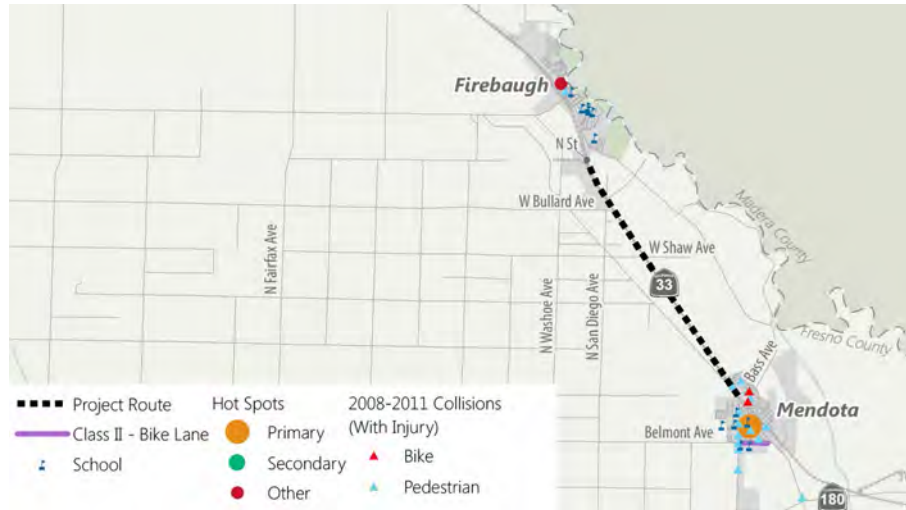 Firebaugh
N St
W Bullard Ave
Madera County
W Shaw Ave
N Fairfax Ave
33
N Washoe Ave
N San Diego Ave
Fresno County
Bass Ave
Mendota
Belmont Ave
180
Project Route
Class II - Bike Lane
School
Hot Spots
Primary
Secondary
Other
2008-2011 Collisions
(With Injury)
Bike
Pedestrian